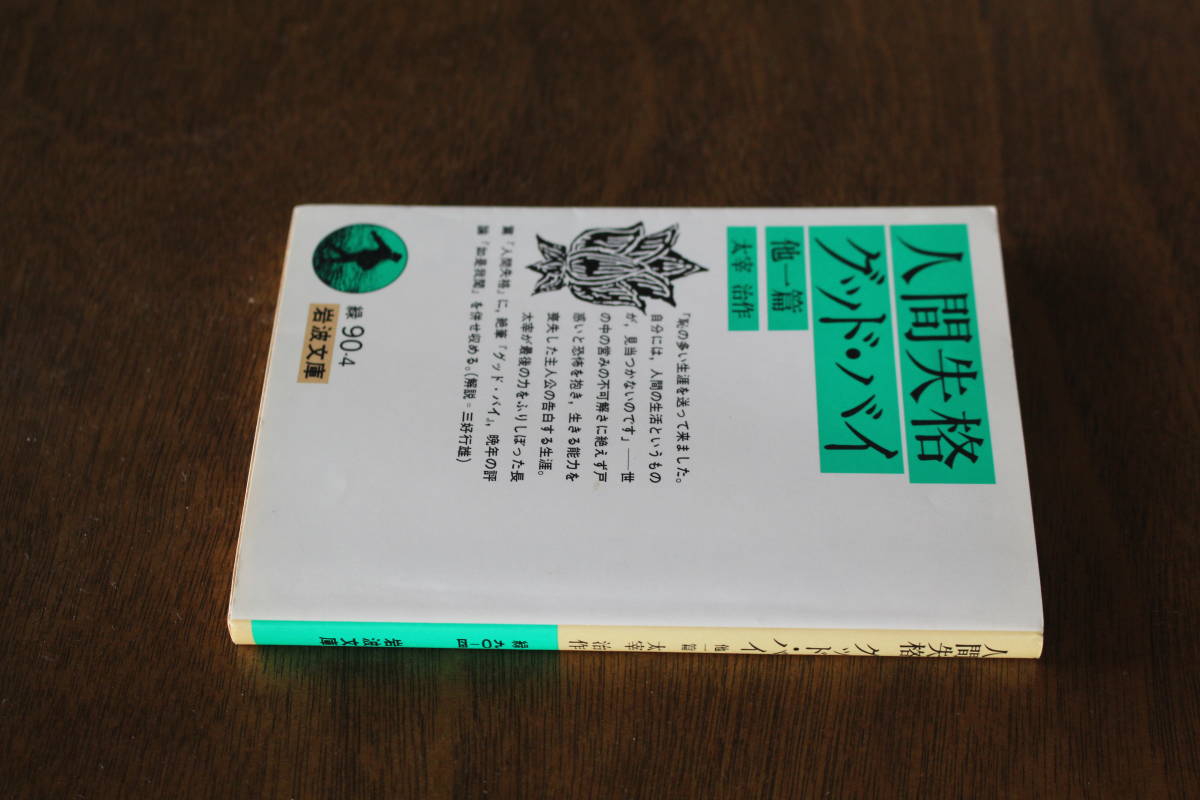 人間失格
グッド・バイ
他一篇
太宰 治作
「恥の多い生涯を送って来ました。
自分には，人間の生活というもの
が，見当つかないのです」――世
の中の営みの不可解さに絶えず戸
惑いと恐怖を抱き，生きる能力を
喪失した主人公の告白する生涯。
太宰が最後の力をふりしぼった長
篇『人間失格』に，絶筆『グッド・バイ』，晩年の評
論『如是我聞』を併せ収める。（解説＝三好行雄）
緑 90-4
岩波文庫
人間失格
グッド・バイ
他一篇
太宰治作
緑九〇-四
岩波文庫